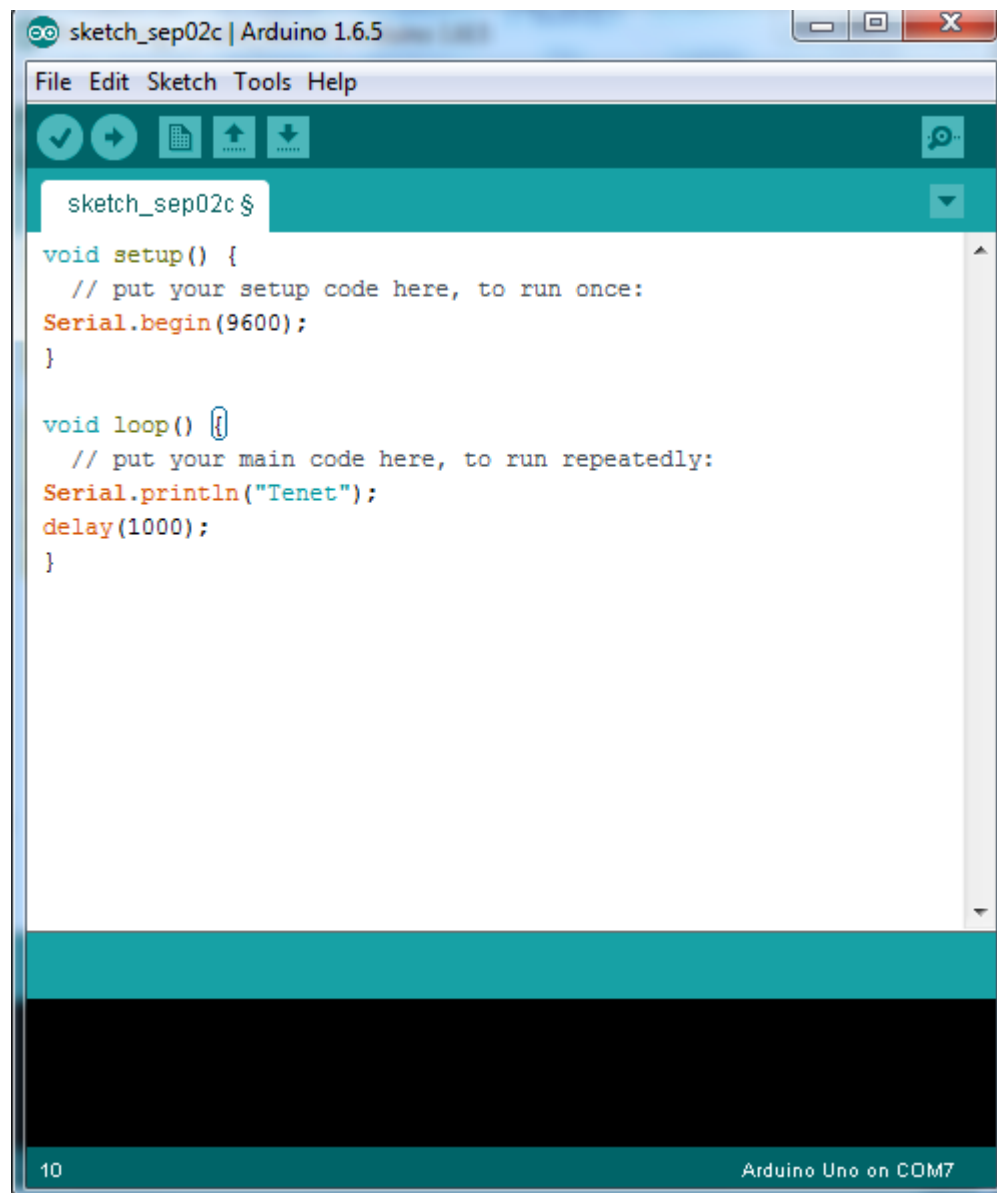 sketch_sep02c | Arduino 1.6.5
File Edit Sketch Tools Help
sketch_sep02c §
void setup() {
  // put your setup code here, to run once:
Serial.begin(9600);
}

void loop() {
  // put your main code here, to run repeatedly:
Serial.println("Tenet");
delay(1000);
}
10 Arduino Uno on COM7